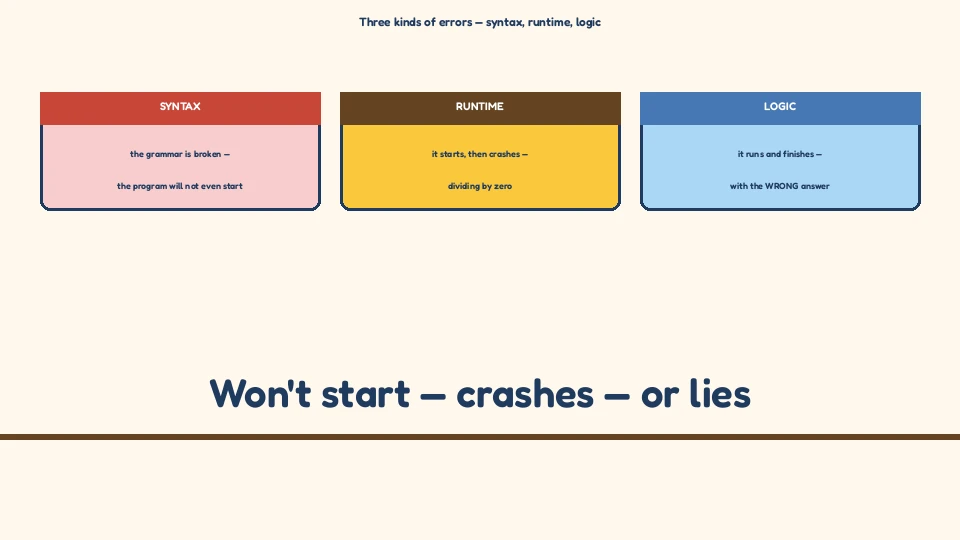 Three kinds of errors — syntax, runtime, logic
SYNTAX
the grammar is broken —
the program will not even start
RUNTIME
it starts, then crashes —
dividing by zero
LOGIC
it runs and finishes —
with the WRONG answer
Won't start — crashes — or lies